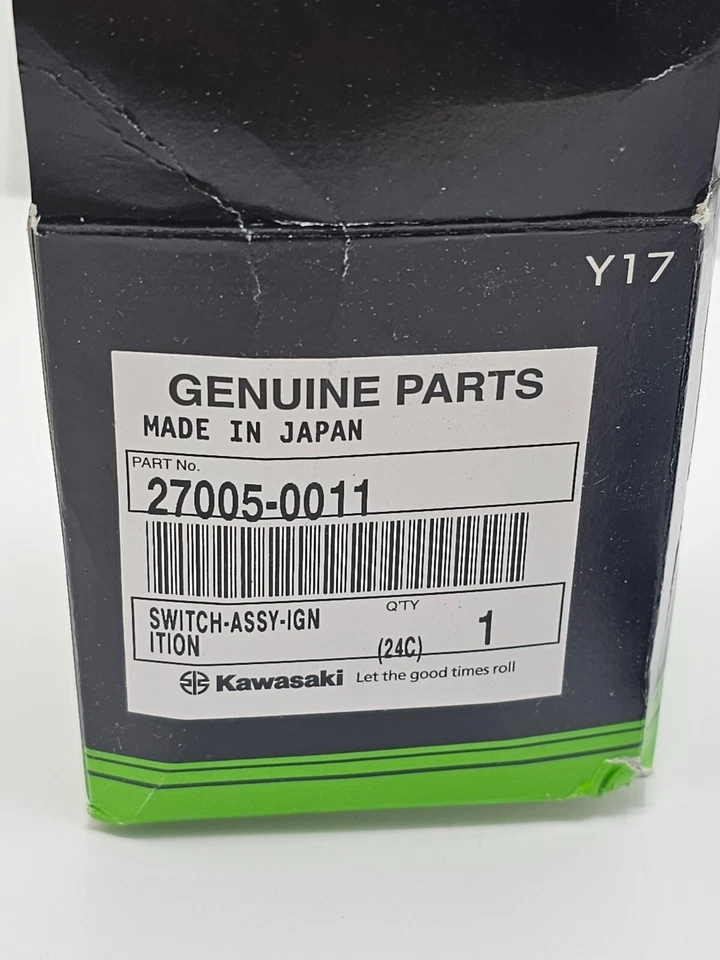 Y17
GENUINE PARTS
MADE IN JAPAN
PART No.
27005-0011
SWITCH-ASSY-IGN
ITION
Q'TY
(24C) 1
Kawasaki Let the good times roll